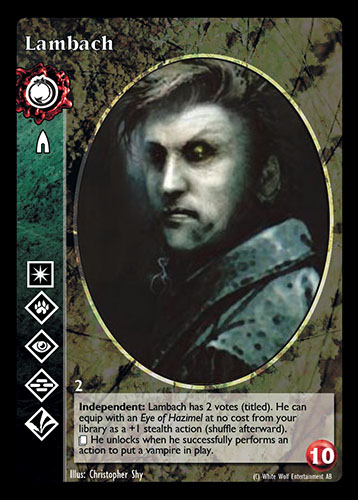 Lambach
2
Independent: Lambach has 2 votes (titled). He can
equip with an Eye of Hazimel at no cost from your
library as a +1 stealth action (shuffle afterward).
He unlocks when he successfully performs an
action to put a vampire in play.
10
Illus: Christopher Shy
(C) White Wolf Entertainment AB